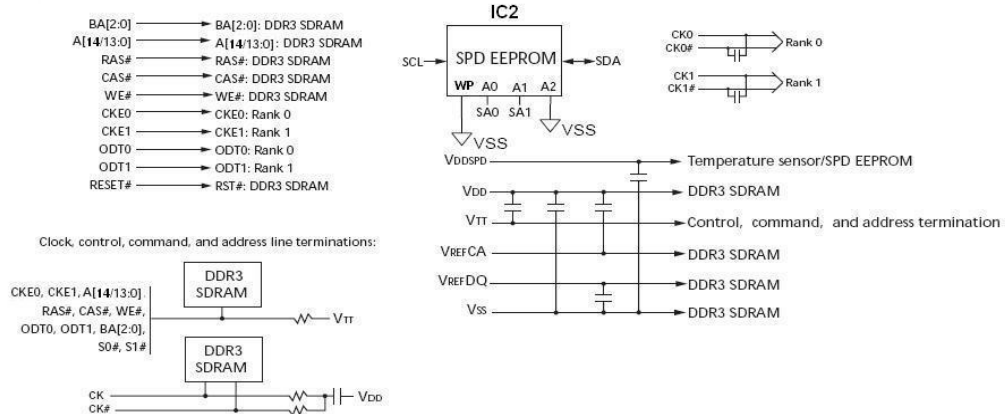 BA[2:0] BA[2:0]: DDR3 SDRAM
A[14/13:0] A[14/13:0]: DDR3 SDRAM
RAS# RAS#: DDR3 SDRAM
CAS# CAS#: DDR3 SDRAM
WE# WE#: DDR3 SDRAM
CKE0 CKE0: Rank 0
CKE1 CKE1: Rank 1
ODT0 ODT0: Rank 0
ODT1 ODT1: Rank 1
RESET# RST#: DDR3 SDRAM
IC2
SPD EEPROM
SCL
SDA
WP A0 A1 A2
SA0 SA1
VSS
VSS
CK0
CK0#
Rank 0
CK1
CK1#
Rank 1
VDDSPD Temperature sensor/SPD EEPROM
VDD DDR3 SDRAM
VTT Control, command, and address termination
VREFCA DDR3 SDRAM
VREFDQ DDR3 SDRAM
VSS DDR3 SDRAM
Clock, control, command, and address line terminations:
DDR3
SDRAM
CKE0, CKE1, A[14/13:0].
RAS#, CAS#, WE#,
ODT0, ODT1, BA[2:0],
S0#, S1#
VTT
DDR3
SDRAM
CK
CK#
VDD